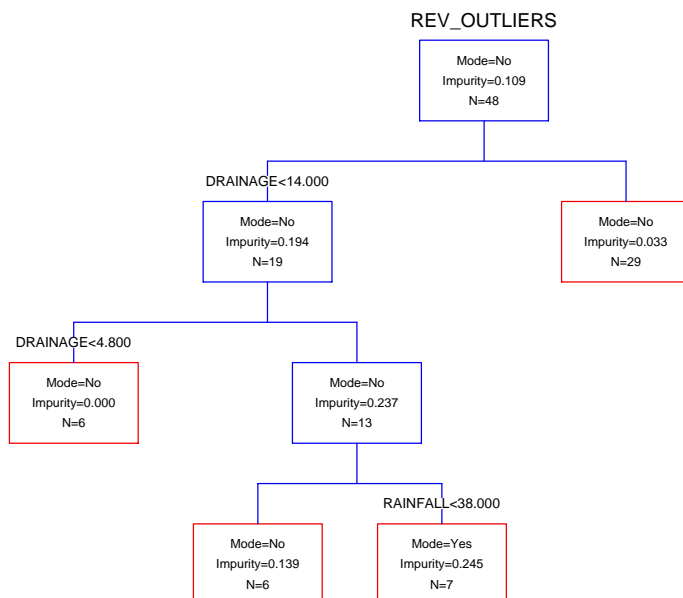 REV_OUTLIERS
Mode=No
Impurity=0.109
N=48
DRAINAGE<14.000
Mode=No
Impurity=0.194
N=19
Mode=No
Impurity=0.033
N=29
DRAINAGE<4.800
Mode=No
Impurity=0.000
N=6
Mode=No
Impurity=0.237
N=13
RAINFALL<38.000
Mode=No
Impurity=0.139
N=6
Mode=Yes
Impurity=0.245
N=7